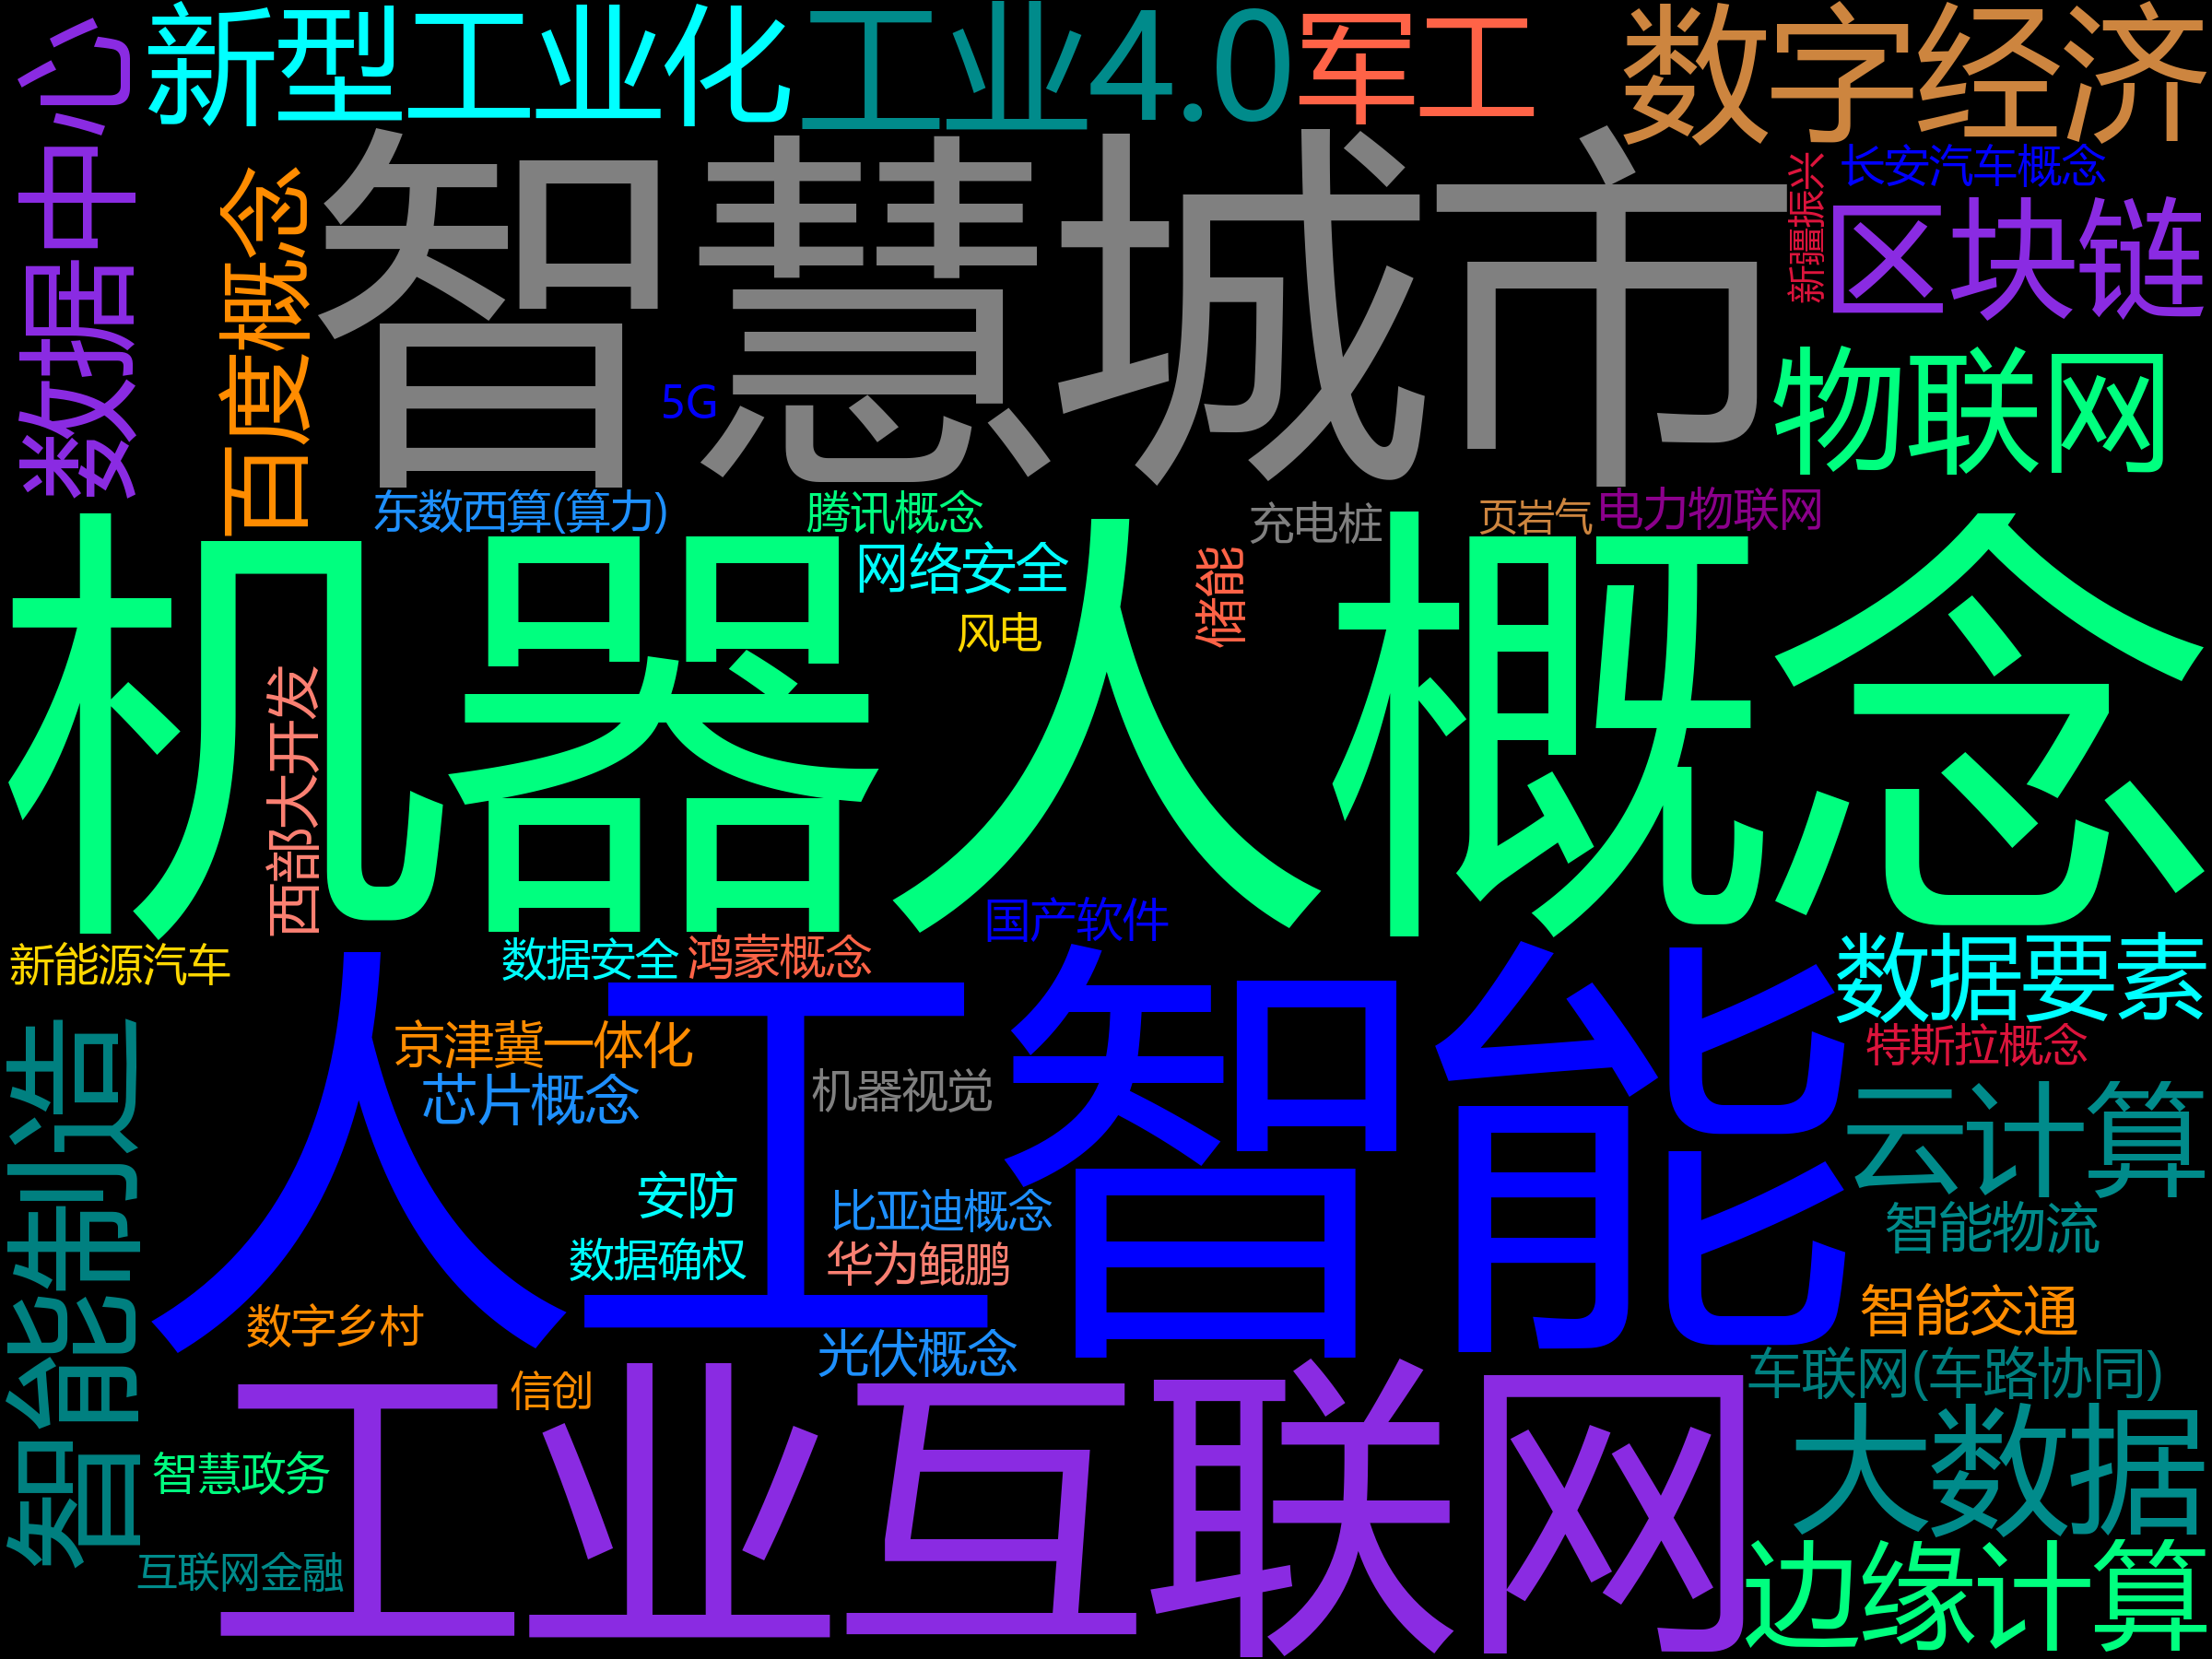 数据中心
新型工业化
工业4.0
军工
数字经济
百度概念
智慧城市
5G
新疆振兴
长安汽车概念
区块链
物联网
东数西算(算力)
腾讯概念
充电桩
页岩气
电力物联网
网络安全
风电
储能
机器人概念
西部大开发
国产软件
新能源汽车
数据安全
鸿蒙概念
数据要素
特斯拉概念
人工智能
京津冀一体化
芯片概念
机器视觉
云计算
智能制造
安防
比亚迪概念
智能物流
数据确权
华为鲲鹏
智能交通
数字乡村
光伏概念
车联网(车路协同)
信创
工业互联网
大数据
智慧政务
互联网金融
边缘计算